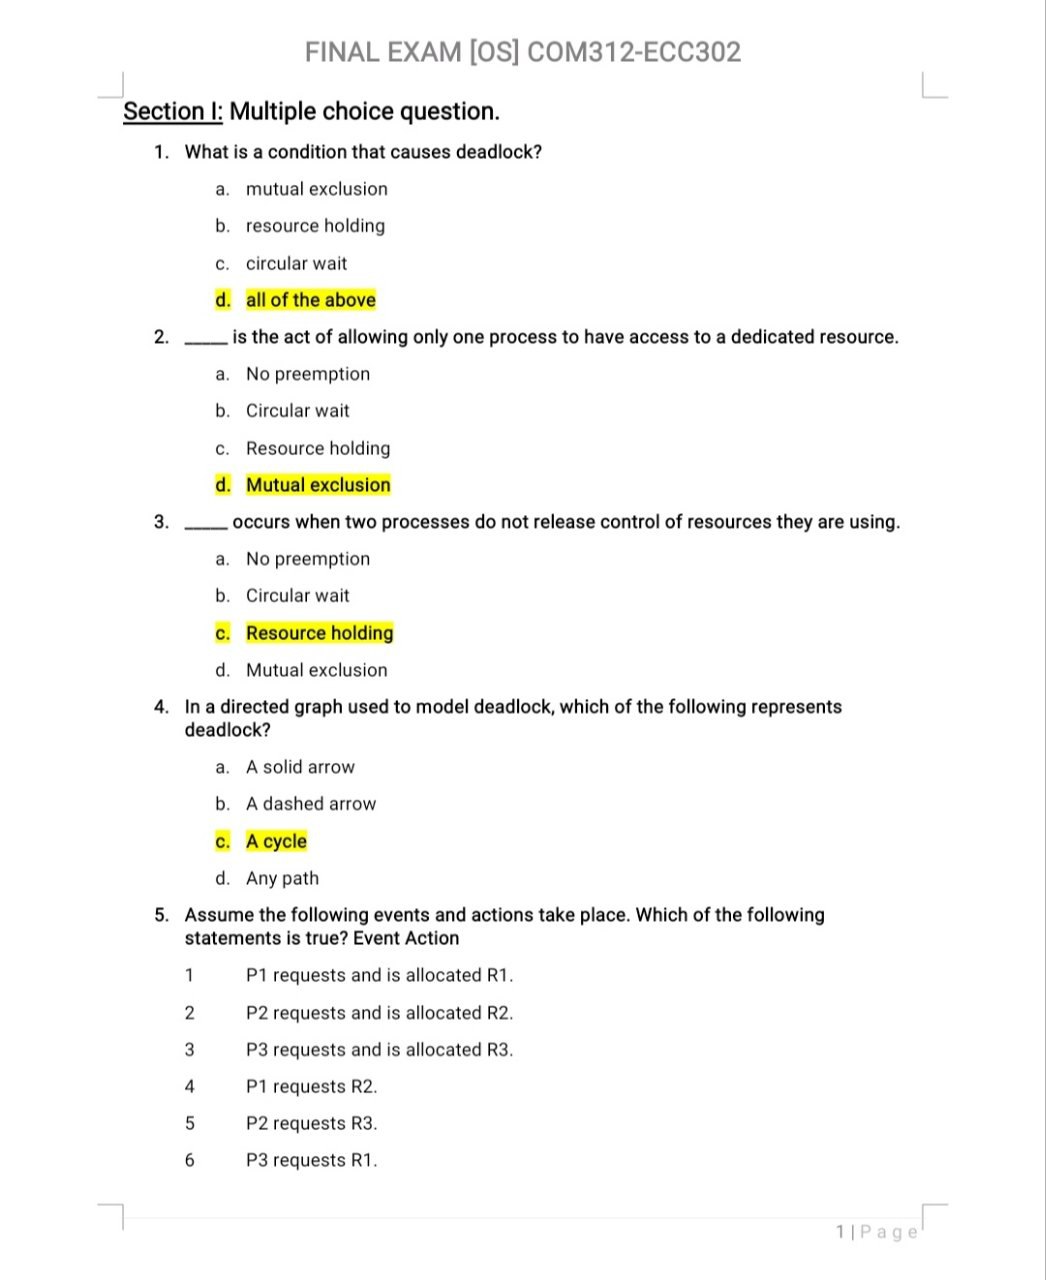 FINAL EXAM [OS] COM312-ECC302
Section I: Multiple choice question.
1. What is a condition that causes deadlock?
a. mutual exclusion
b. resource holding
c. circular wait
d. all of the above
2. _____ is the act of allowing only one process to have access to a dedicated resource.
a. No preemption
b. Circular wait
c. Resource holding
d. Mutual exclusion
3. _____ occurs when two processes do not release control of resources they are using.
a. No preemption
b. Circular wait
c. Resource holding
d. Mutual exclusion
4. In a directed graph used to model deadlock, which of the following represents
deadlock?
a. A solid arrow
b. A dashed arrow
c. A cycle
d. Any path
5. Assume the following events and actions take place. Which of the following
statements is true? Event Action
1 P1 requests and is allocated R1.
2 P2 requests and is allocated R2.
3 P3 requests and is allocated R3.
4 P1 requests R2.
5 P2 requests R3.
6 P3 requests R1.
1 | P a g e